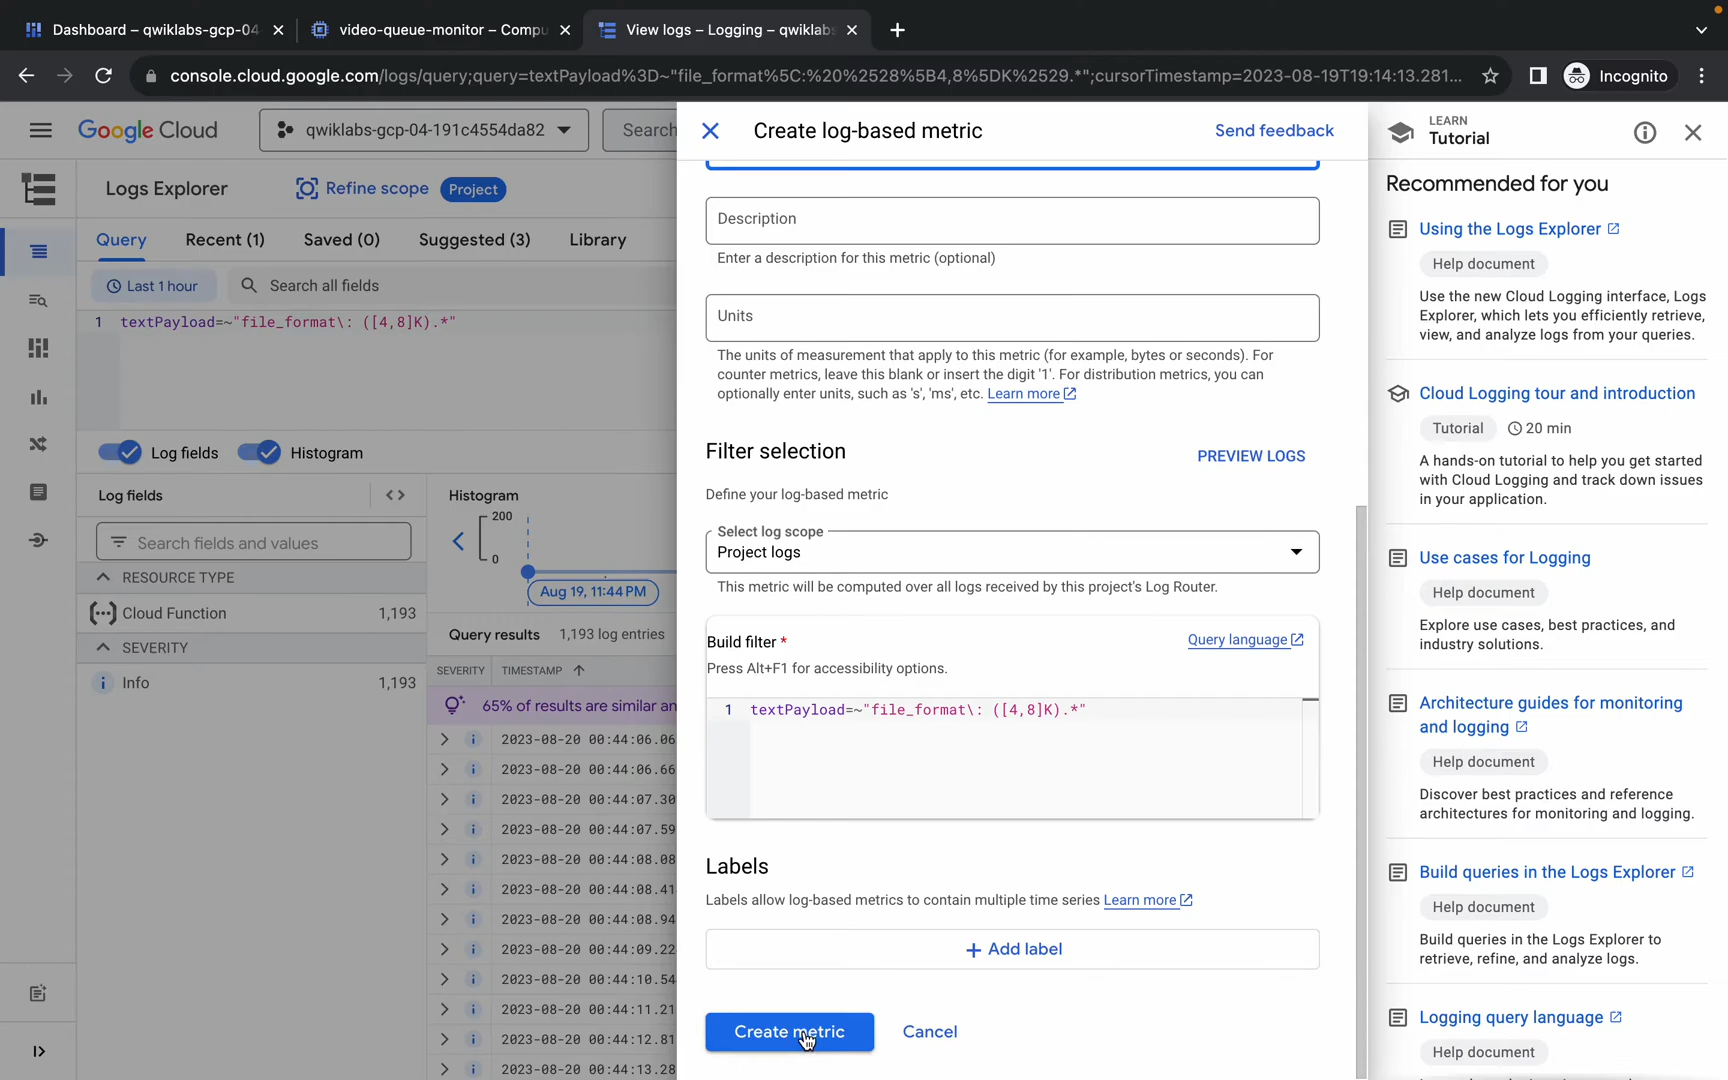 Dashboard – qwiklabs-gcp-04
video-queue-monitor – Compu
View logs – Logging – qwiklabs
console.cloud.google.com/logs/query;query=textPayload%3D~"file_format%5C:%20%2528%5B4,8%5DK%2529.*";cursorTimestamp=2023-08-19T19:14:13.281...
Incognito
Google Cloud
qwiklabs-gcp-04-191c4554da82
Search
Logs Explorer
Refine scope
Project
Query
Recent (1)
Saved (0)
Suggested (3)
Library
Last 1 hour
Search all fields
1 textPayload=~"file_format\: ([4,8]K).*"
Log fields
Histogram
Log fields
Search fields and values
RESOURCE TYPE
Cloud Function 1,193
SEVERITY
Info 1,193
Histogram
200
0
Aug 19, 11:44 PM
Query results 1,193 log entries
SEVERITY TIMESTAMP
65% of results are similar an
2023-08-20 00:44:06.06
2023-08-20 00:44:06.66
2023-08-20 00:44:07.30
2023-08-20 00:44:07.59
2023-08-20 00:44:08.08
2023-08-20 00:44:08.41
2023-08-20 00:44:08.94
2023-08-20 00:44:09.22
2023-08-20 00:44:10.54
2023-08-20 00:44:11.21
2023-08-20 00:44:12.81
2023-08-20 00:44:13.28
Create log-based metric
Send feedback
Description
Enter a description for this metric (optional)
Units
The units of measurement that apply to this metric (for example, bytes or seconds). For
counter metrics, leave this blank or insert the digit '1'. For distribution metrics, you can
optionally enter units, such as 's', 'ms', etc. Learn more
Filter selection
PREVIEW LOGS
Define your log-based metric
Select log scope
Project logs
This metric will be computed over all logs received by this project's Log Router.
Build filter *
Query language
Press Alt+F1 for accessibility options.
1 textPayload=~"file_format\: ([4,8]K).*"
Labels
Labels allow log-based metrics to contain multiple time series Learn more
Add label
Create metric
Cancel
LEARN
Tutorial
Recommended for you
Using the Logs Explorer
Help document
Use the new Cloud Logging interface, Logs
Explorer, which lets you efficiently retrieve,
view, and analyze logs from your queries.
Cloud Logging tour and introduction
Tutorial
20 min
A hands-on tutorial to help you get started
with Cloud Logging and track down issues
in your application.
Use cases for Logging
Help document
Explore use cases, best practices, and
industry solutions.
Architecture guides for monitoring
and logging
Help document
Discover best practices and reference
architectures for monitoring and logging.
Build queries in the Logs Explorer
Help document
Build queries in the Logs Explorer to
retrieve, refine, and analyze logs.
Logging query language
Help document